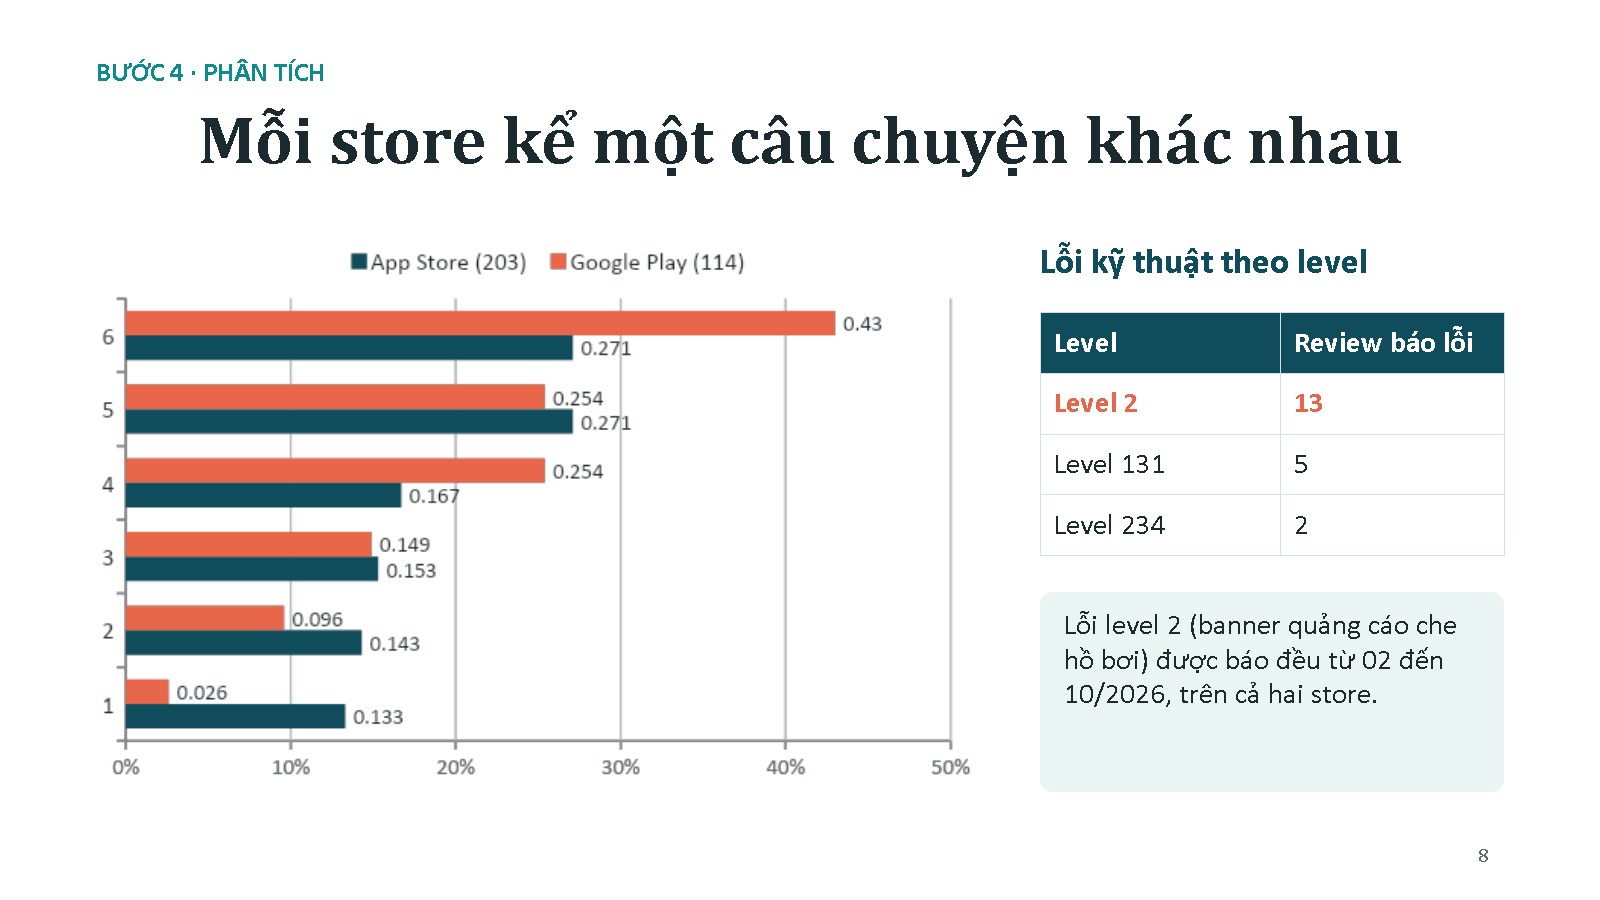 BƯỚC 4 · PHÂN TÍCH
Mỗi store kể một câu chuyện khác nhau
App Store (203) Google Play (114)
6 0.43
0.271
5 0.254
0.271
4 0.254
0.167
3 0.149
0.153
2 0.096
0.143
1 0.026
0.133
0% 10% 20% 30% 40% 50%
Lỗi kỹ thuật theo level
Level Review báo lỗi
Level 2 13
Level 131 5
Level 234 2
Lỗi level 2 (banner quảng cáo che
hồ bơi) được báo đều từ 02 đến
10/2026, trên cả hai store.
8